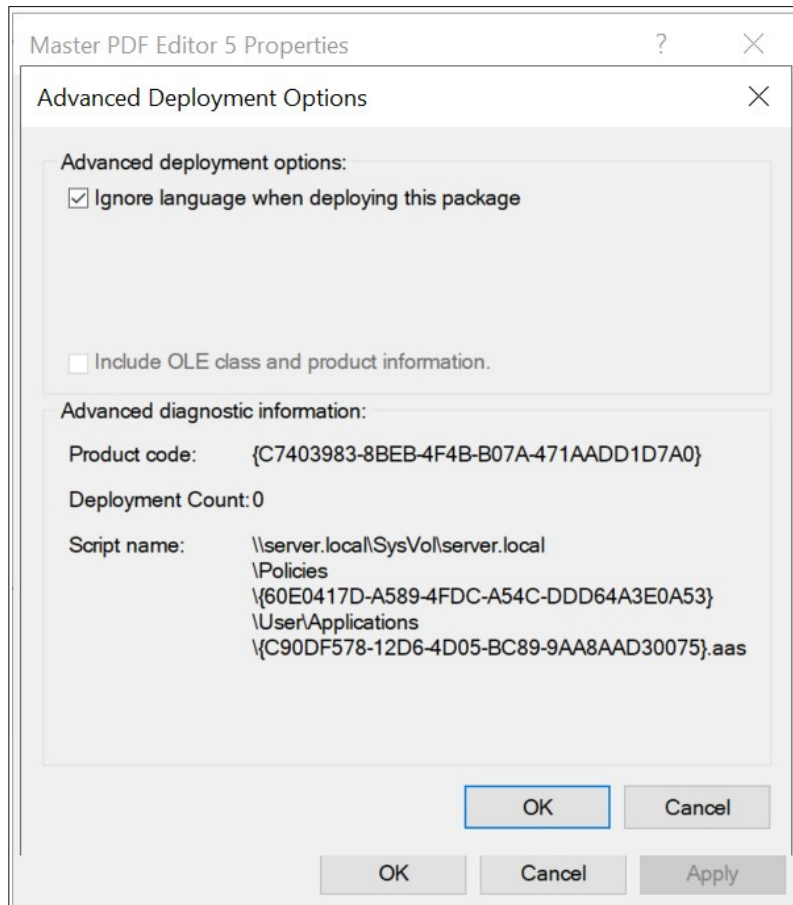 Master PDF Editor 5 Properties
Advanced Deployment Options
Advanced deployment options:
Ignore language when deploying this package
Include OLE class and product information.
Advanced diagnostic information:
Product code: {C7403983-8BEB-4F4B-B07A-471AADD1D7A0}
Deployment Count: 0
Script name: \\server.local\SysVol\server.local
\Policies
\{60E0417D-A589-4FDC-A54C-DDD64A3E0A53}
\User\Applications
\{C90DF578-12D6-4D05-BC89-9AA8AAD30075}.aas
OK Cancel
OK Cancel Apply